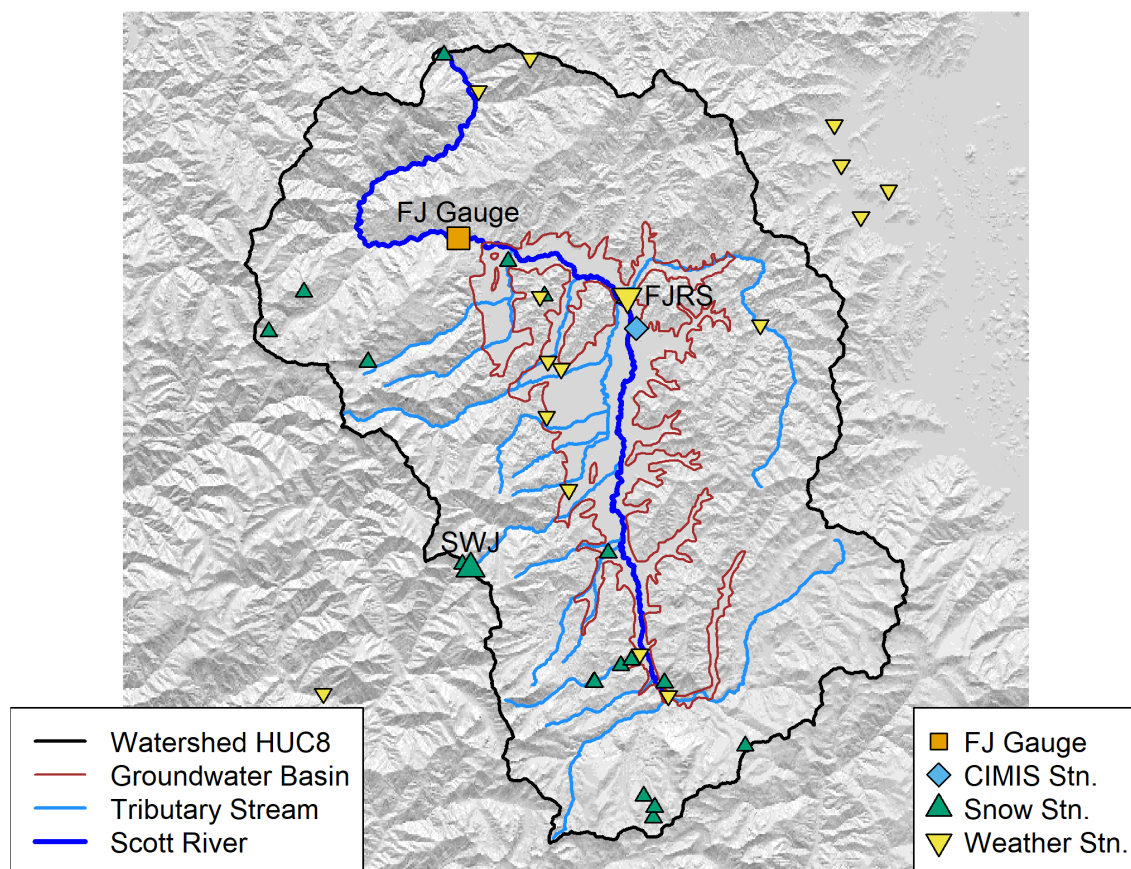 FJ Gauge
FJRS
SWJ
Watershed HUC8
Groundwater Basin
Tributary Stream
Scott River
FJ Gauge
CIMIS Stn.
Snow Stn.
Weather Stn.